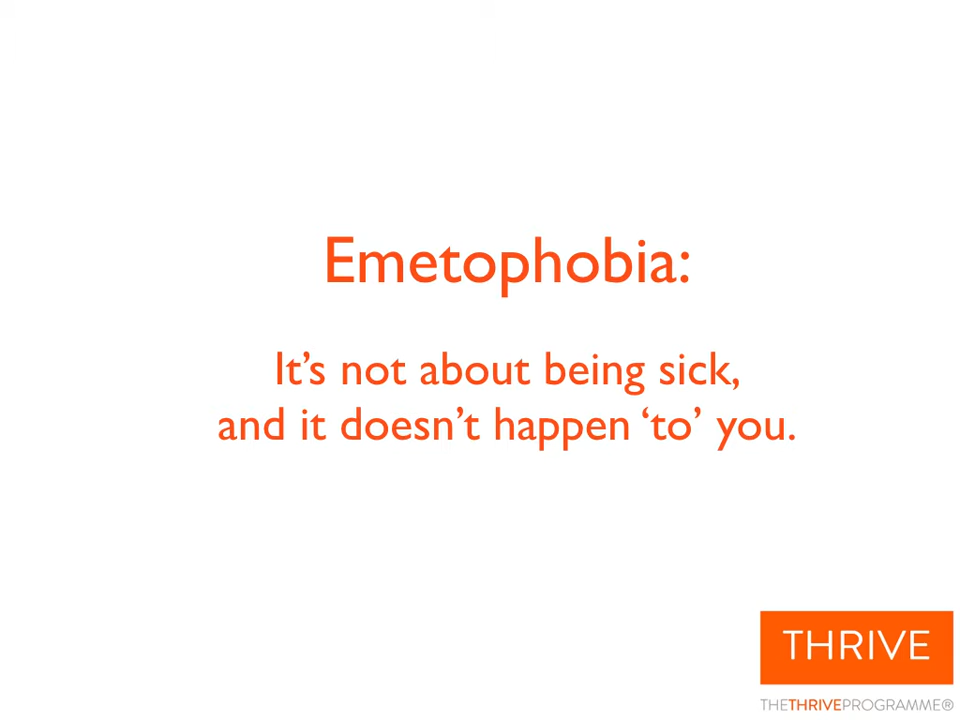 Emetophobia:
It’s not about being sick,
and it doesn’t happen ‘to’ you.
THRIVE
THETHRIVEPROGRAMME®